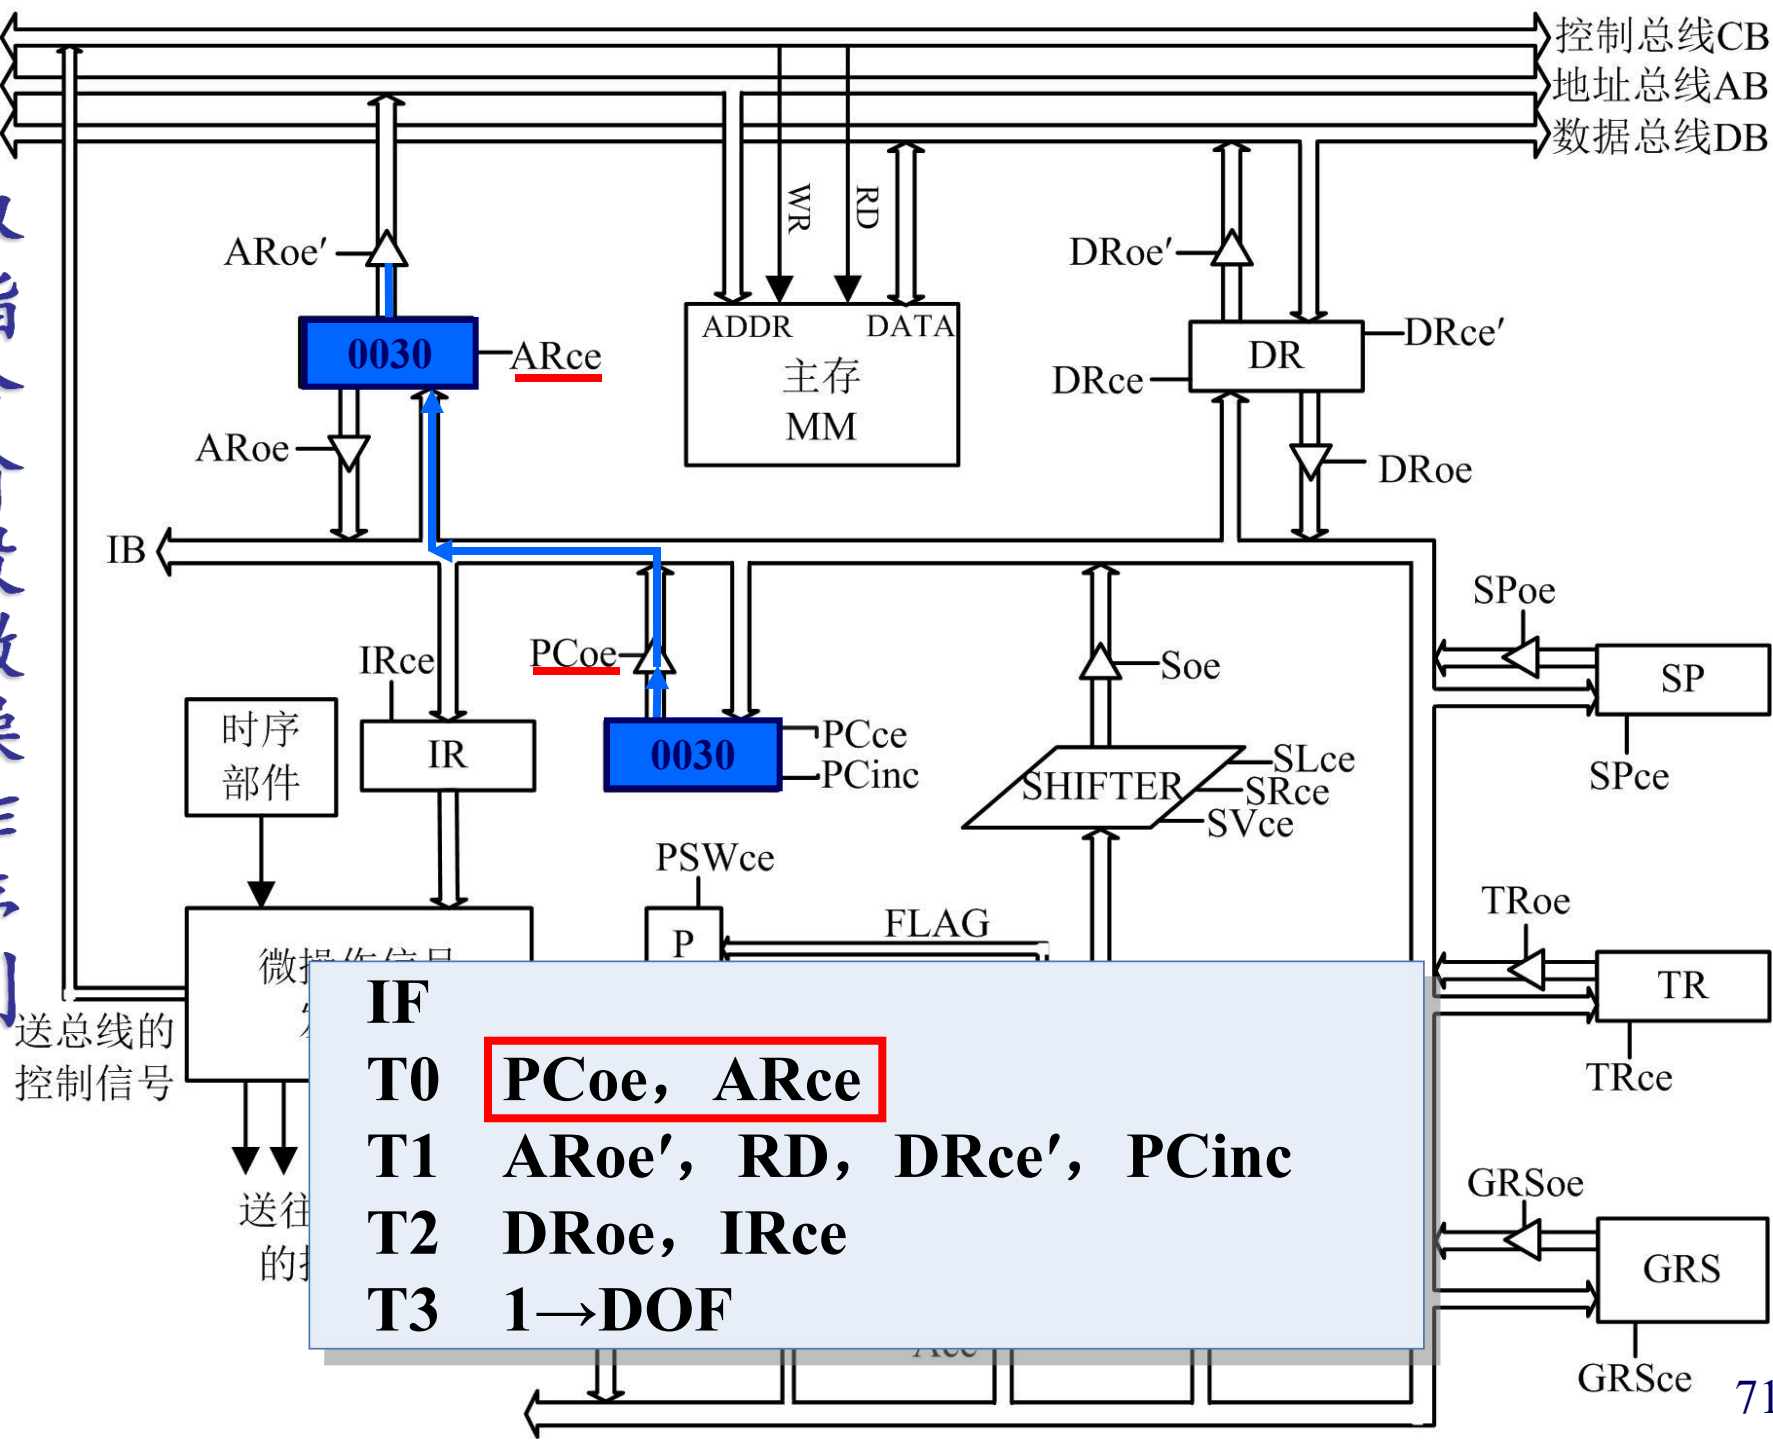 控制总线CB
地址总线AB
数据总线DB
WR
RD
ARoe′
DRoe′
ADDR
DATA
主存
MM
0030
ARce
DR
DRce′
DRce
ARoe
DRoe
IB
SPoe
SP
SPce
IRce
PCoe
Soe
时序
部件
IR
0030
PCce
PCinc
SHIFTER
SLce
SRce
SVce
PSWce
P
FLAG
TRoe
TR
TRce
送总线的
控制信号
送往
IF
T0 PCoe，ARce
T1 ARoe′，RD，DRce′，PCinc
T2 DRoe，IRce
T3 1→DOF
GRSoe
GRS
GRSce
71